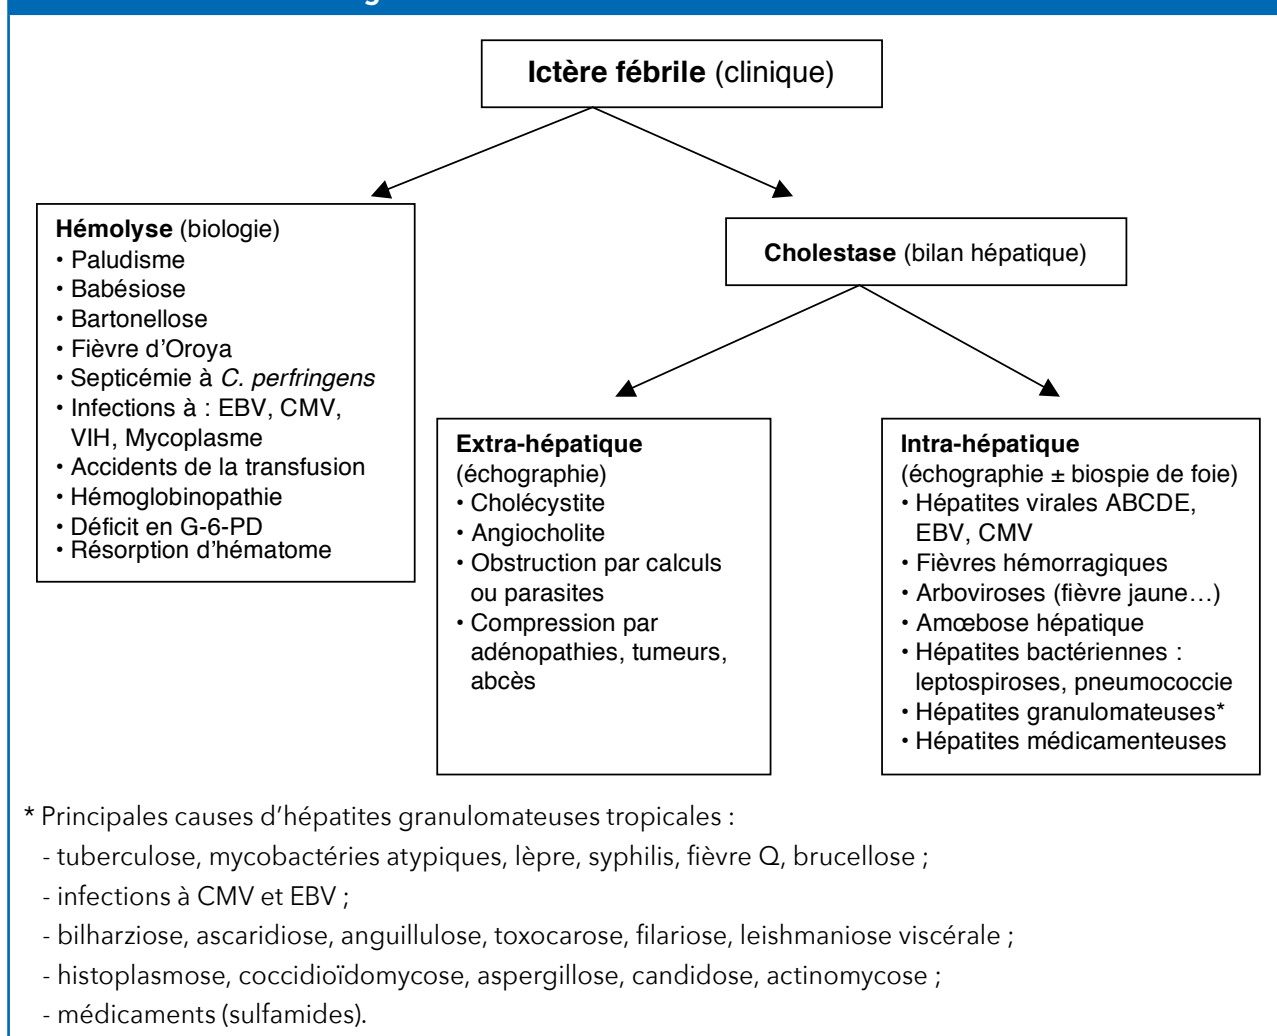 Ictère fébrile (clinique)
Hémolyse (biologie)
• Paludisme
• Babésiose
• Bartonellose
• Fièvre d’Oroya
• Septicémie à C. perfringens
• Infections à : EBV, CMV,
VIH, Mycoplasme
• Accidents de la transfusion
• Hémoglobinopathie
• Déficit en G-6-PD
• Résorption d’hématome
Cholestase (bilan hépatique)
Extra-hépatique
(échographie)
• Cholécystite
• Angiocholite
• Obstruction par calculs
ou parasites
• Compression par
adénopathies, tumeurs,
abcès
Intra-hépatique
(échographie ± biospie de foie)
• Hépatites virales ABCDE,
EBV, CMV
• Fièvres hémorragiques
• Arboviroses (fièvre jaune…)
• Amœbose hépatique
• Hépatites bactériennes :
leptospiroses, pneumococcie
• Hépatites granulomateuses*
• Hépatites médicamenteuses
* Principales causes d’hépatites granulomateuses tropicales :
- tuberculose, mycobactéries atypiques, lèpre, syphilis, fièvre Q, brucellose ;
- infections à CMV et EBV ;
- bilharziose, ascaridiose, anguillulose, toxocarose, filariose, leishmaniose viscérale ;
- histoplasmose, coccidioïdomycose, aspergillose, candidose, actinomycose ;
- médicaments (sulfamides).